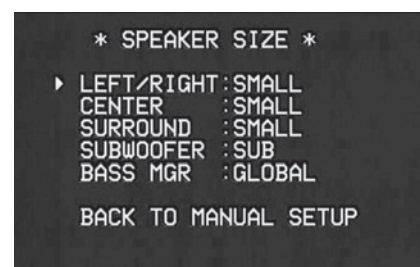 * SPEAKER SIZE *
LEFT/RIGHT:SMALL
CENTER :SMALL
SURROUND :SMALL
SUBWOOFER :SUB
BASS MGR :GLOBAL
BACK TO MANUAL SETUP